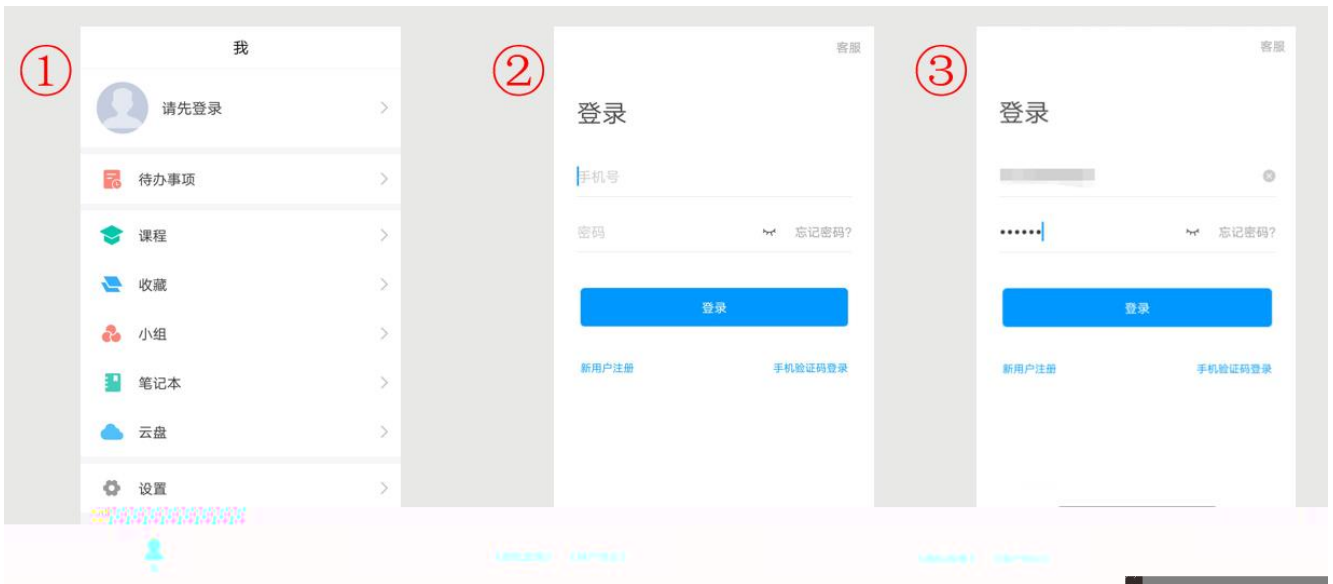 ①
我
请先登录
待办事项
课程
收藏
小组
笔记本
云盘
设置
②
客服
登录
手机号
密码
忘记密码?
登录
新用户注册
手机验证码登录
③
客服
登录
••••••
忘记密码?
登录
新用户注册
手机验证码登录